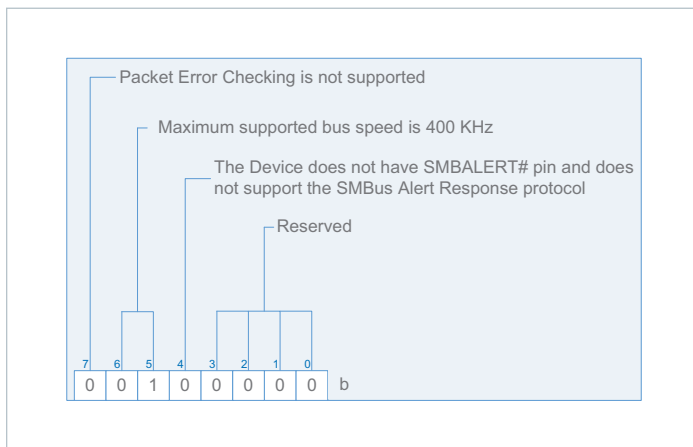 Packet Error Checking is not supported
Maximum supported bus speed is 400 KHz
The Device does not have SMBALERT# pin and does
not support the SMBus Alert Response protocol
Reserved
7 6 5 4 3 2 1 0
0 0 1 0 0 0 0 0 b